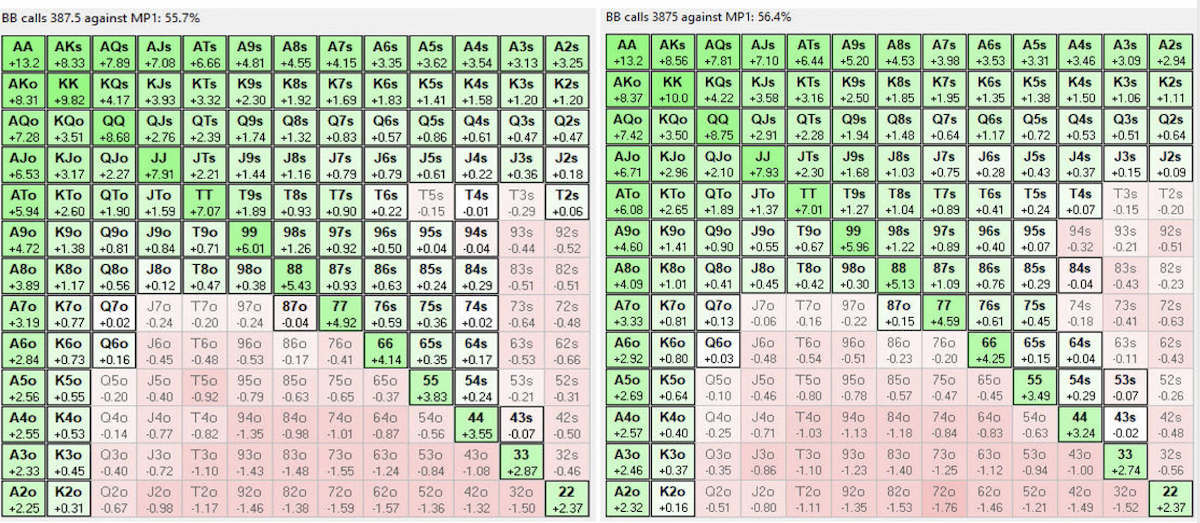 BB calls 387.5 against MP1: 55.7%
AA AKs AQs AJs ATs A9s A8s A7s A6s A5s A4s A3s A2s
+13.2 +8.33 +7.89 +7.08 +6.66 +4.81 +4.55 +4.15 +3.35 +3.62 +3.54 +3.13 +3.25
AKo KK KQs KJs KTs K9s K8s K7s K6s K5s K4s K3s K2s
+8.31 +9.82 +4.17 +3.93 +3.32 +2.30 +1.92 +1.69 +1.83 +1.41 +1.58 +1.20 +1.20
AQo KQo QQ QJs QTs Q9s Q8s Q7s Q6s Q5s Q4s Q3s Q2s
+7.28 +3.51 +8.68 +2.76 +2.39 +1.74 +1.32 +0.83 +0.57 +0.86 +0.61 +0.47 +0.47
AJo KJo QJo JJ JTs J9s J8s J7s J6s J5s J4s J3s J2s
+6.53 +3.17 +2.27 +7.91 +2.21 +1.44 +1.16 +0.79 +0.79 +0.61 +0.22 +0.36 +0.18
ATo KTo QTo JTo TT T9s T8s T7s T6s T5s T4s T3s T2s
+5.94 +2.60 +1.90 +1.59 +7.07 +1.89 +0.93 +0.90 +0.22 -0.15 -0.01 -0.29 +0.06
A9o K9o Q9o J9o T9o 99 98s 97s 96s 95s 94s 93s 92s
+4.72 +1.38 +0.81 +0.84 +0.71 +6.01 +1.26 +0.92 +0.50 +0.04 -0.04 -0.44 -0.52
A8o K8o Q8o J8o T8o 98o 88 87s 86s 85s 84s 83s 82s
+3.89 +1.17 +0.56 +0.12 +0.47 +0.38 +5.43 +0.93 +0.63 +0.24 +0.29 -0.51 -0.51
A7o K7o Q7o J7o T7o 97o 87o 77 76s 75s 74s 73s 72s
+3.19 +0.77 +0.02 -0.24 -0.20 -0.24 -0.04 +4.92 +0.59 +0.36 +0.02 -0.64 -0.48
A6o K6o Q6o J6o T6o 96o 86o 76o 66 65s 64s 63s 62s
+2.84 +0.73 +0.16 -0.45 -0.48 -0.53 -0.17 -0.41 +4.14 +0.35 +0.17 -0.53 -0.66
A5o K5o Q5o J5o T5o 95o 85o 75o 65o 55 54s 53s 52s
+2.56 +0.55 -0.20 -0.40 -0.92 -0.79 -0.63 -0.65 -0.37 +3.83 +0.24 -0.21 -0.31
A4o K4o Q4o J4o T4o 94o 84o 74o 64o 54o 44 43s 42s
+2.55 +0.53 -0.14 -0.77 -0.82 -1.35 -0.98 -1.01 -0.87 -0.56 +3.55 -0.07 -0.50
A3o K3o Q3o J3o T3o 93o 83o 73o 63o 53o 43o 33 32s
+2.33 +0.45 -0.40 -0.72 -1.10 -1.43 -1.48 -1.55 -1.24 -0.84 -1.08 +2.87 -0.46
A2o K2o Q2o J2o T2o 92o 82o 72o 62o 52o 42o 32o 22
+2.25 +0.31 -0.67 -0.98 -1.17 -1.46 -1.38 -1.59 -1.57 -1.36 -1.32 -1.50 +2.37
BB calls 3875 against MP1: 56.4%
AA AKs AQs AJs ATs A9s A8s A7s A6s A5s A4s A3s A2s
+13.2 +8.56 +7.81 +7.10 +6.44 +5.20 +4.53 +3.98 +3.53 +3.31 +3.46 +3.09 +2.94
AKo KK KQs KJs KTs K9s K8s K7s K6s K5s K4s K3s K2s
+8.37 +10.0 +4.22 +3.58 +3.16 +2.50 +1.85 +1.95 +1.35 +1.38 +1.50 +1.06 +1.11
AQo KQo QQ QJs QTs Q9s Q8s Q7s Q6s Q5s Q4s Q3s Q2s
+7.42 +3.50 +8.75 +2.91 +2.28 +1.94 +1.48 +0.64 +1.17 +0.72 +0.53 +0.51 +0.64
AJo KJo QJo JJ JTs J9s J8s J7s J6s J5s J4s J3s J2s
+6.71 +2.96 +2.10 +7.93 +2.30 +1.68 +1.03 +0.75 +0.28 +0.43 +0.37 +0.15 +0.09
ATo KTo QTo JTo TT T9s T8s T7s T6s T5s T4s T3s T2s
+6.08 +2.65 +1.89 +1.37 +7.01 +1.27 +1.04 +0.89 +0.41 +0.24 +0.07 -0.15 -0.20
A9o K9o Q9o J9o T9o 99 98s 97s 96s 95s 94s 93s 92s
+4.60 +1.41 +0.90 +0.55 +0.67 +5.96 +1.22 +0.89 +0.40 +0.07 -0.32 -0.21 -0.51
A8o K8o Q8o J8o T8o 98o 88 87s 86s 85s 84s 83s 82s
+4.09 +1.01 +0.41 +0.45 +0.42 +0.30 +5.13 +1.09 +0.76 +0.29 -0.04 -0.43 -0.23
A7o K7o Q7o J7o T7o 97o 87o 77 76s 75s 74s 73s 72s
+3.33 +0.81 +0.13 -0.06 -0.16 -0.22 +0.15 +4.59 +0.61 +0.45 -0.18 -0.41 -0.63
A6o K6o Q6o J6o T6o 96o 86o 76o 66 65s 64s 63s 62s
+2.92 +0.80 +0.03 -0.48 -0.54 -0.51 -0.23 -0.20 +4.25 +0.15 +0.04 -0.11 -0.43
A5o K5o Q5o J5o T5o 95o 85o 75o 65o 55 54s 53s 52s
+2.69 +0.64 -0.10 -0.46 -0.80 -0.78 -0.57 -0.47 -0.45 +3.49 +0.29 -0.07 -0.26
A4o K4o Q4o J4o T4o 94o 84o 74o 64o 54o 44 43s 42s
+2.57 +0.40 -0.25 -0.71 -1.03 -1.13 -1.18 -0.84 -0.83 -0.63 +3.24 -0.02 -0.48
A3o K3o Q3o J3o T3o 93o 83o 73o 63o 53o 43o 33 32s
+2.46 +0.37 -0.35 -0.86 -1.10 -1.23 -1.40 -1.25 -1.12 -0.94 -1.00 +2.74 -0.56
A2o K2o Q2o J2o T2o 92o 82o 72o 62o 52o 42o 32o 22
+2.32 +0.16 -0.51 -0.80 -1.11 -1.35 -1.53 -1.76 -1.46 -1.21 -1.49 -1.52 +2.37